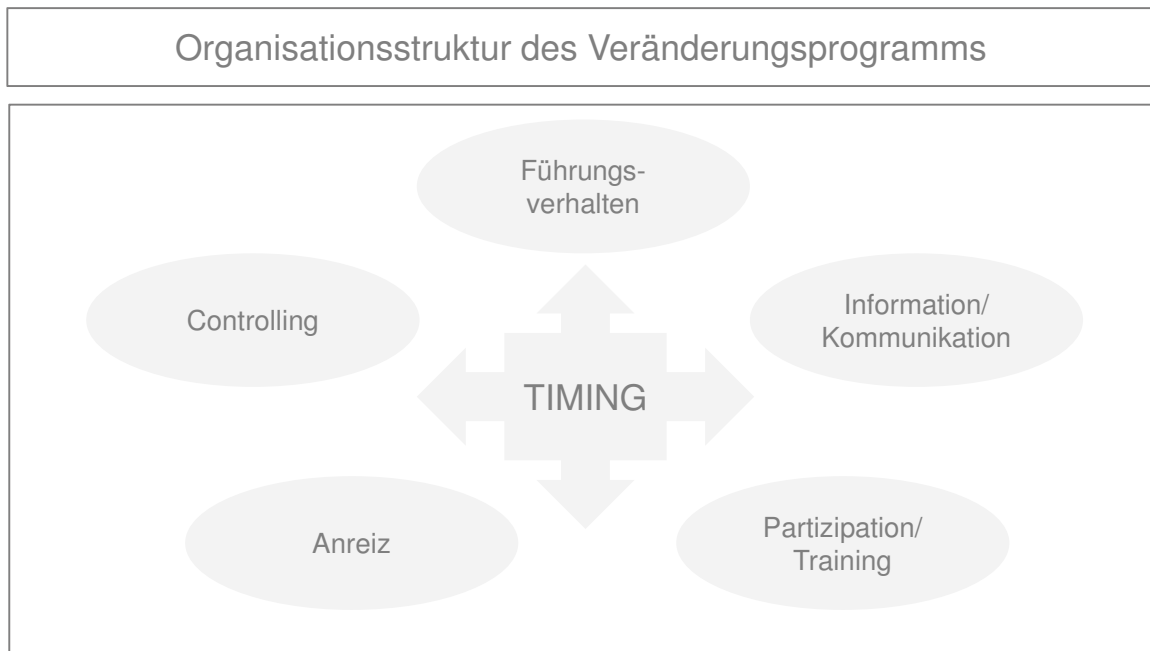 Organisationsstruktur des Veränderungsprogramms
Führungs-
verhalten
Controlling
Information/
Kommunikation
TIMING
Anreiz
Partizipation/
Training